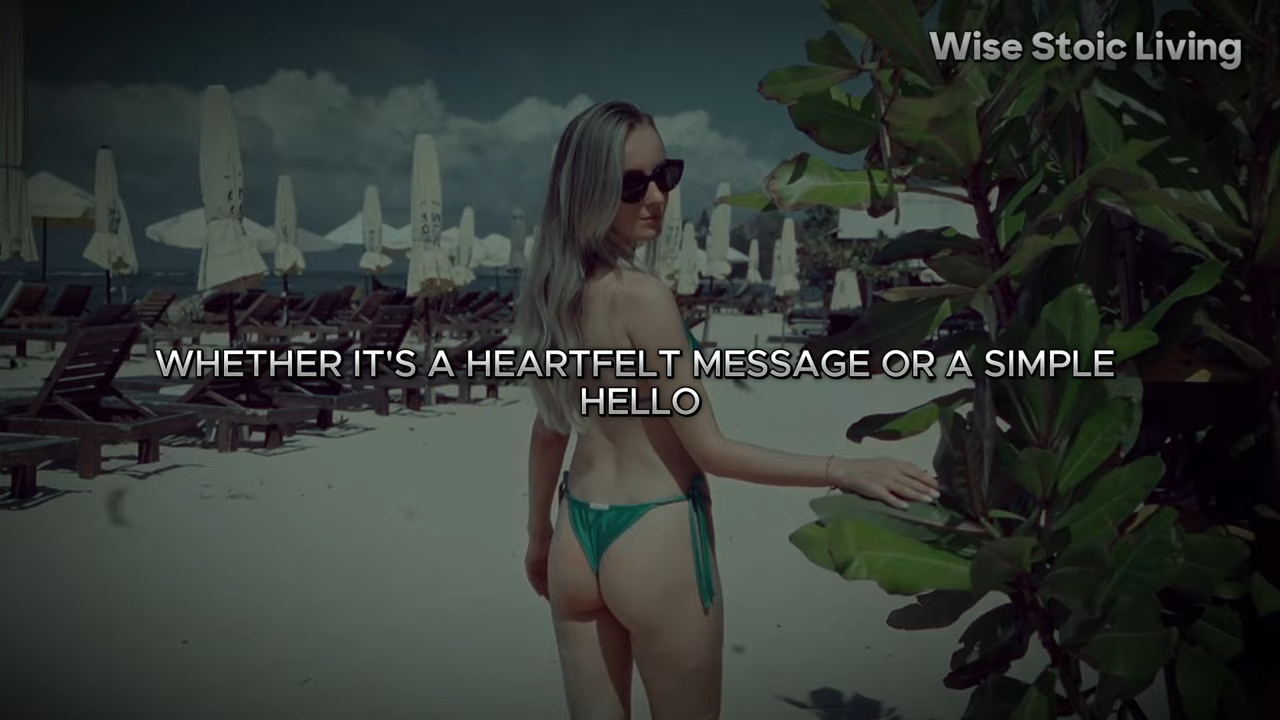 Wise Stoic Living
WHETHER IT'S A HEARTFELT MESSAGE OR A SIMPLE
HELLO